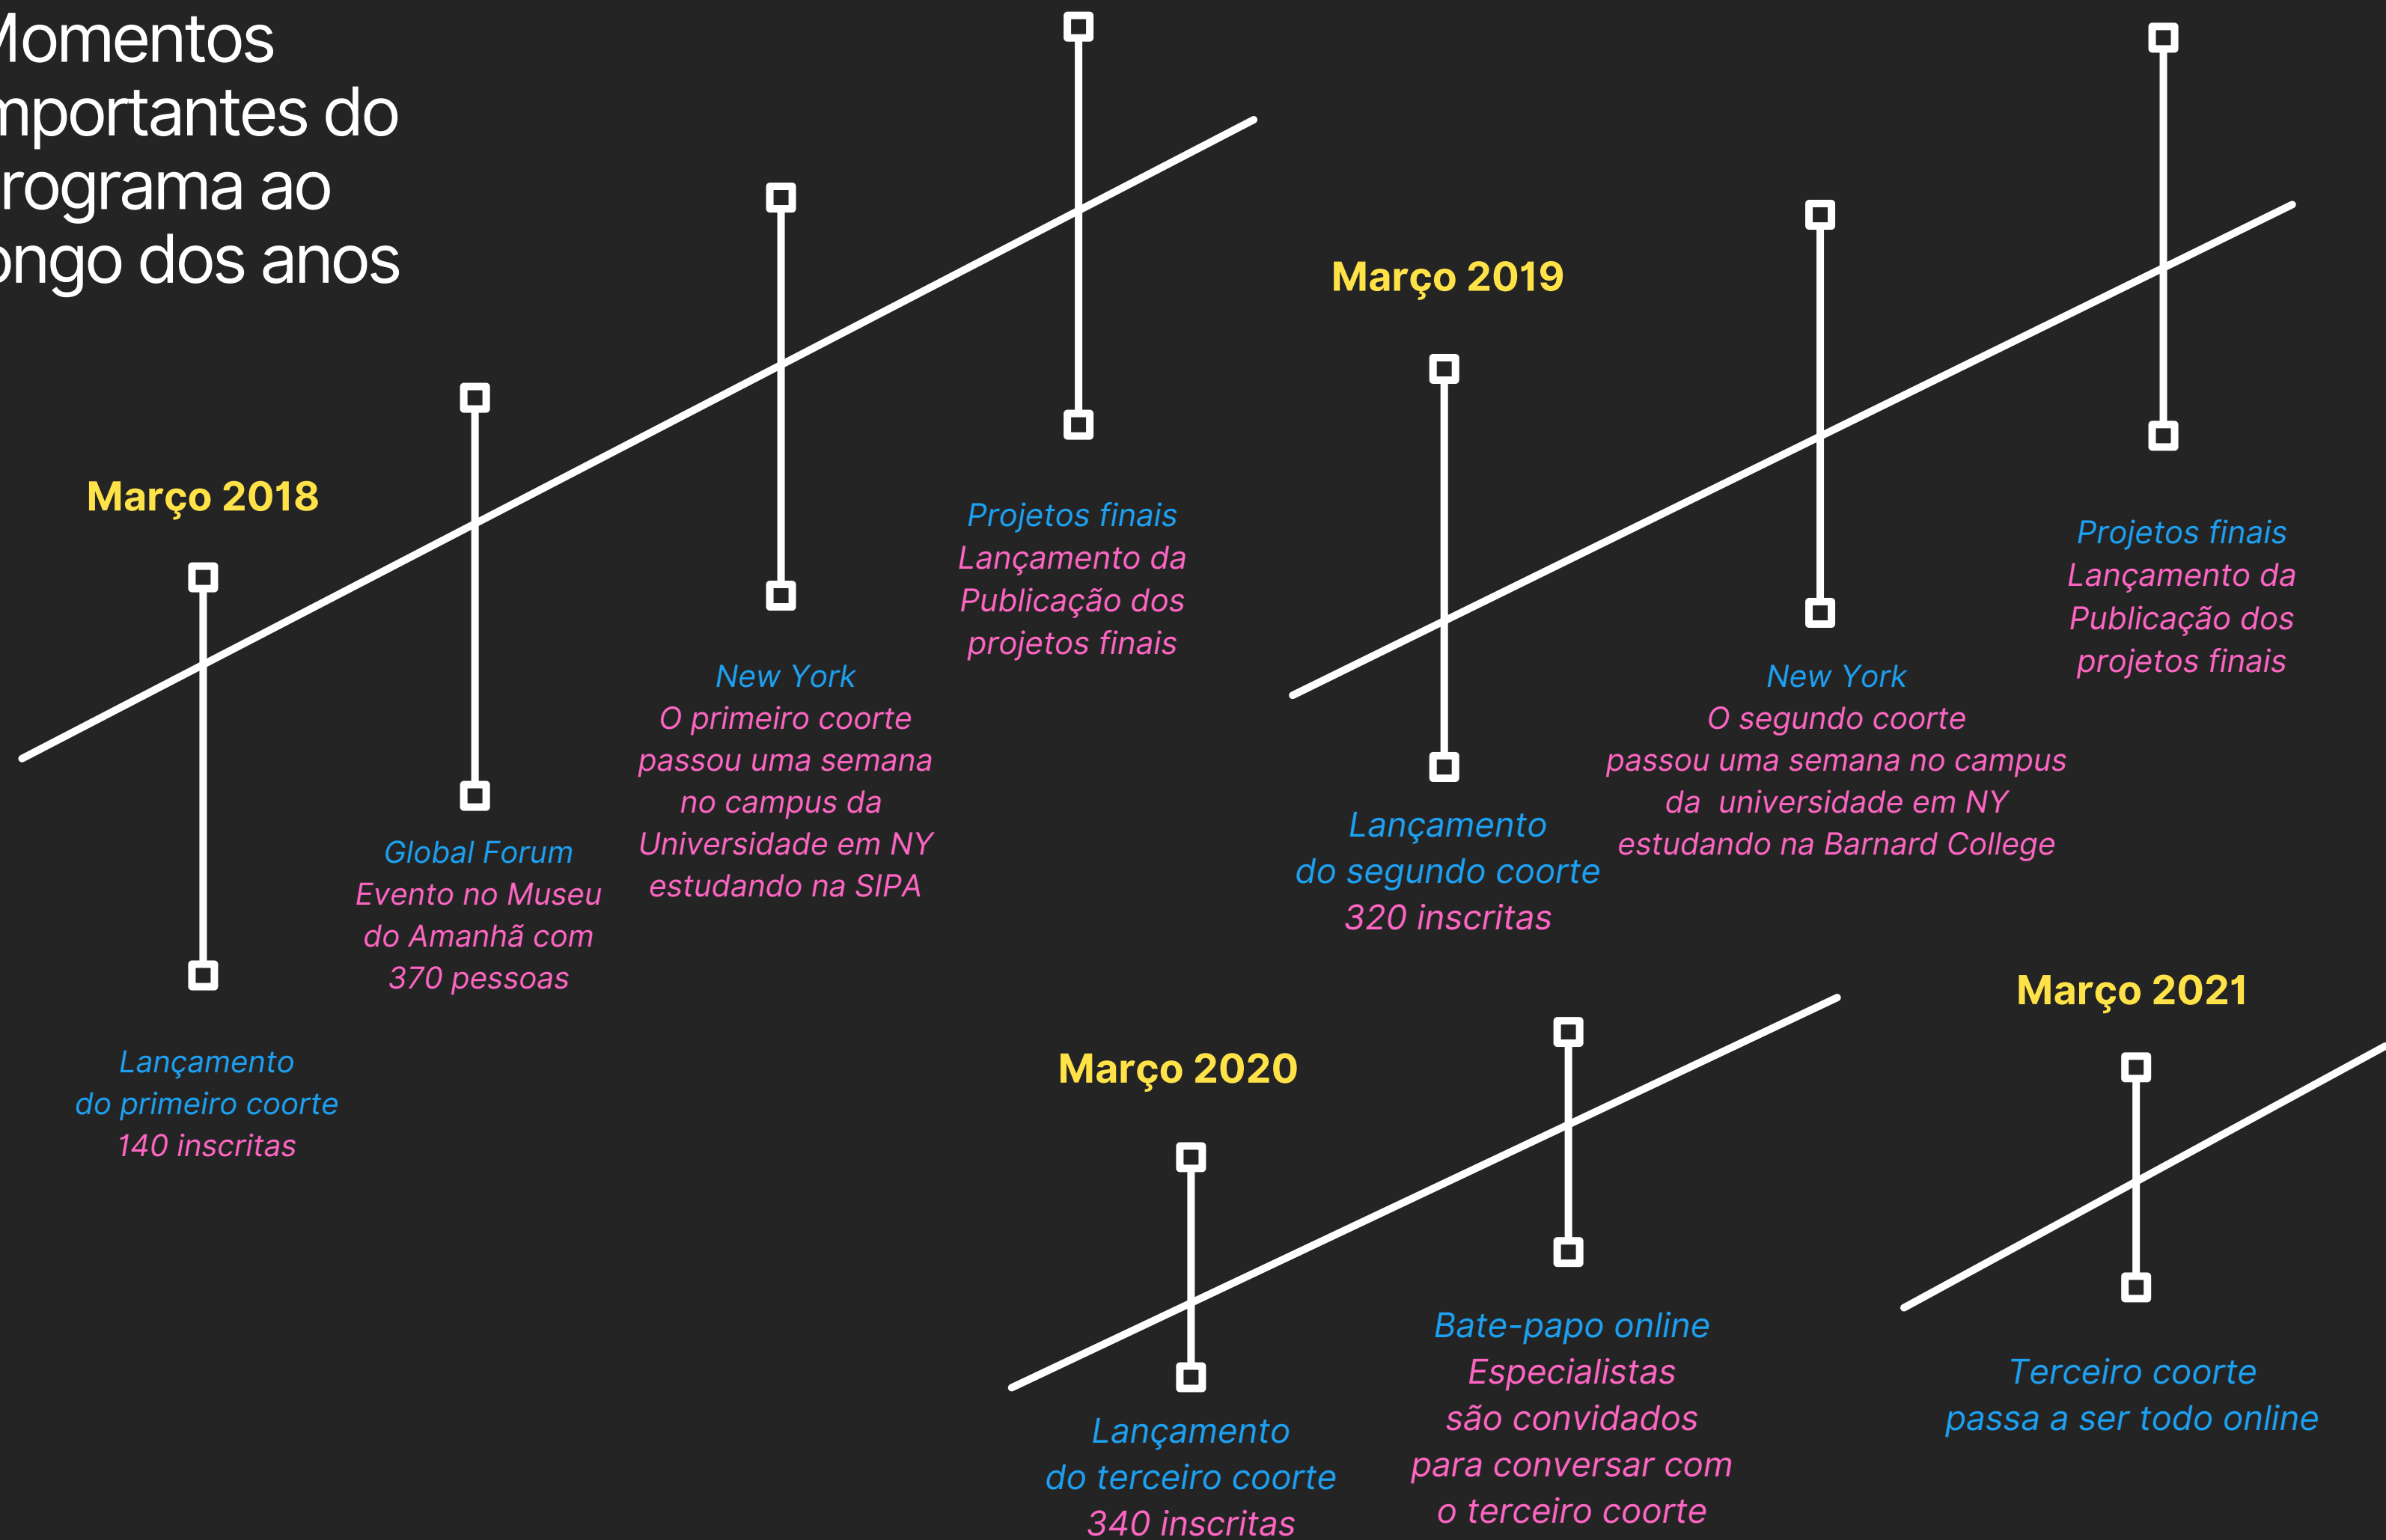 Momentos
mportantes do
rograma ao
ongo dos anos
Março 2018
Lançamento
do primeiro coorte
140 inscritas
Global Forum
Evento no Museu
do Amanhã com
370 pessoas
New York
O primeiro coorte
passou uma semana
no campus da
Universidade em NY
estudando na SIPA
Projetos finais
Lançamento da
Publicação dos
projetos finais
Março 2019
Lançamento
do segundo coorte
320 inscritas
New York
O segundo coorte
passou uma semana no campus
da universidade em NY
estudando na Barnard College
Projetos finais
Lançamento da
Publicação dos
projetos finais
Março 2020
Lançamento
do terceiro coorte
340 inscritas
Bate-papo online
Especialistas
são convidados
para conversar com
o terceiro coorte
Março 2021
Terceiro coorte
passa a ser todo online